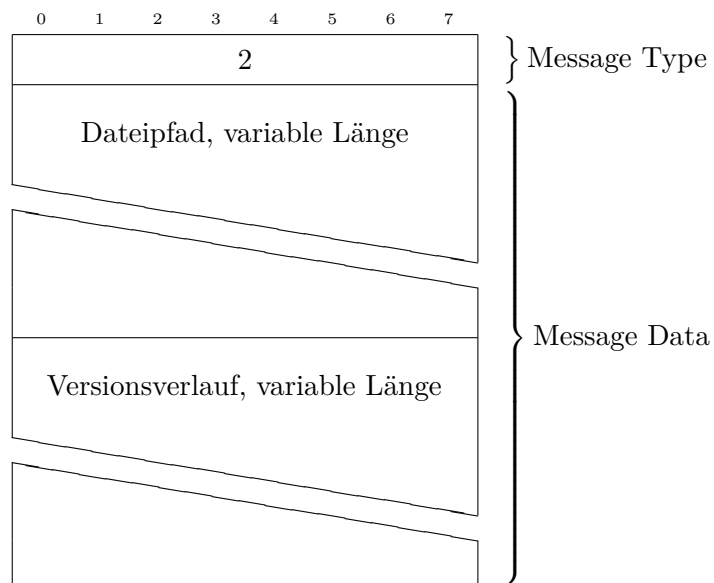 0 1 2 3 4 5 6 7
2
Message Type
Dateipfad, variable Länge
Message Data
Versionsverlauf, variable Länge